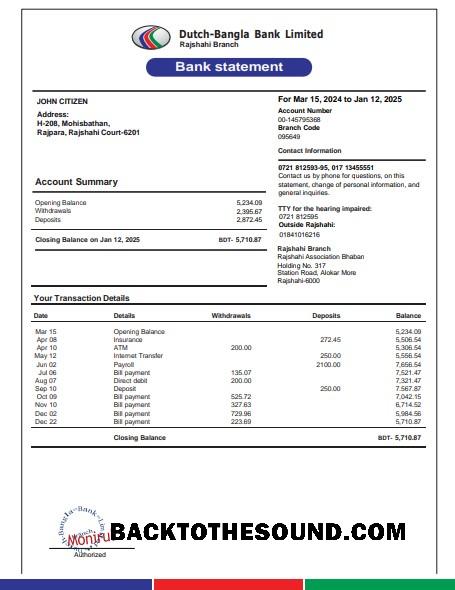 Dutch-Bangla Bank Limited
Rajshahi Branch
Bank statement
JOHN CITIZEN
Address:
H-208, Mohisbathan,
Rajpara, Rajshahi Court-6201
For Mar 15, 2024 to Jan 12, 2025
Account Number
00-145795368
Branch Code
095649
Contact Information
0721 812593-95, 017 13455551
Contact us by phone for questions, on this
statement, change of personal information, and
general inquiries.
TTY for the hearing impaired:
0721 812595
Outside Rajshahi:
01841016216
Rajshahi Branch
Rajshahi Association Bhaban
Holding No. 317
Station Road, Alokar More
Rajshahi-6000
Account Summary
Opening Balance 5,234.09
Withdrawals 2,395.67
Deposits 2,872.45
Closing Balance on Jan 12, 2025 BDT- 5,710.87
Your Transaction Details
Date Details Withdrawals Deposits Balance
Mar 15 Opening Balance 5,234.09
Apr 08 Insurance 272.45 5,506.54
Apr 10 ATM 200.00 5,306.54
May 12 Internet Transfer 250.00 5,556.54
Jun 02 Payroll 2100.00 7,656.54
Jul 06 Bill payment 135.07 7,521.47
Aug 07 Direct debit 200.00 7,321.47
Sep 10 Deposit 250.00 7,567.87
Oct 09 Bill payment 525.72 7,042.15
Nov 10 Bill payment 327.63 6,714.52
Dec 02 Bill payment 729.96 5,984.56
Dec 22 Bill payment 223.69 5,710.87
Closing Balance BDT- 5,710.87
Bangla-Bank-Lim
Moniru
BACKTOTHESOUND.COM
Authorized